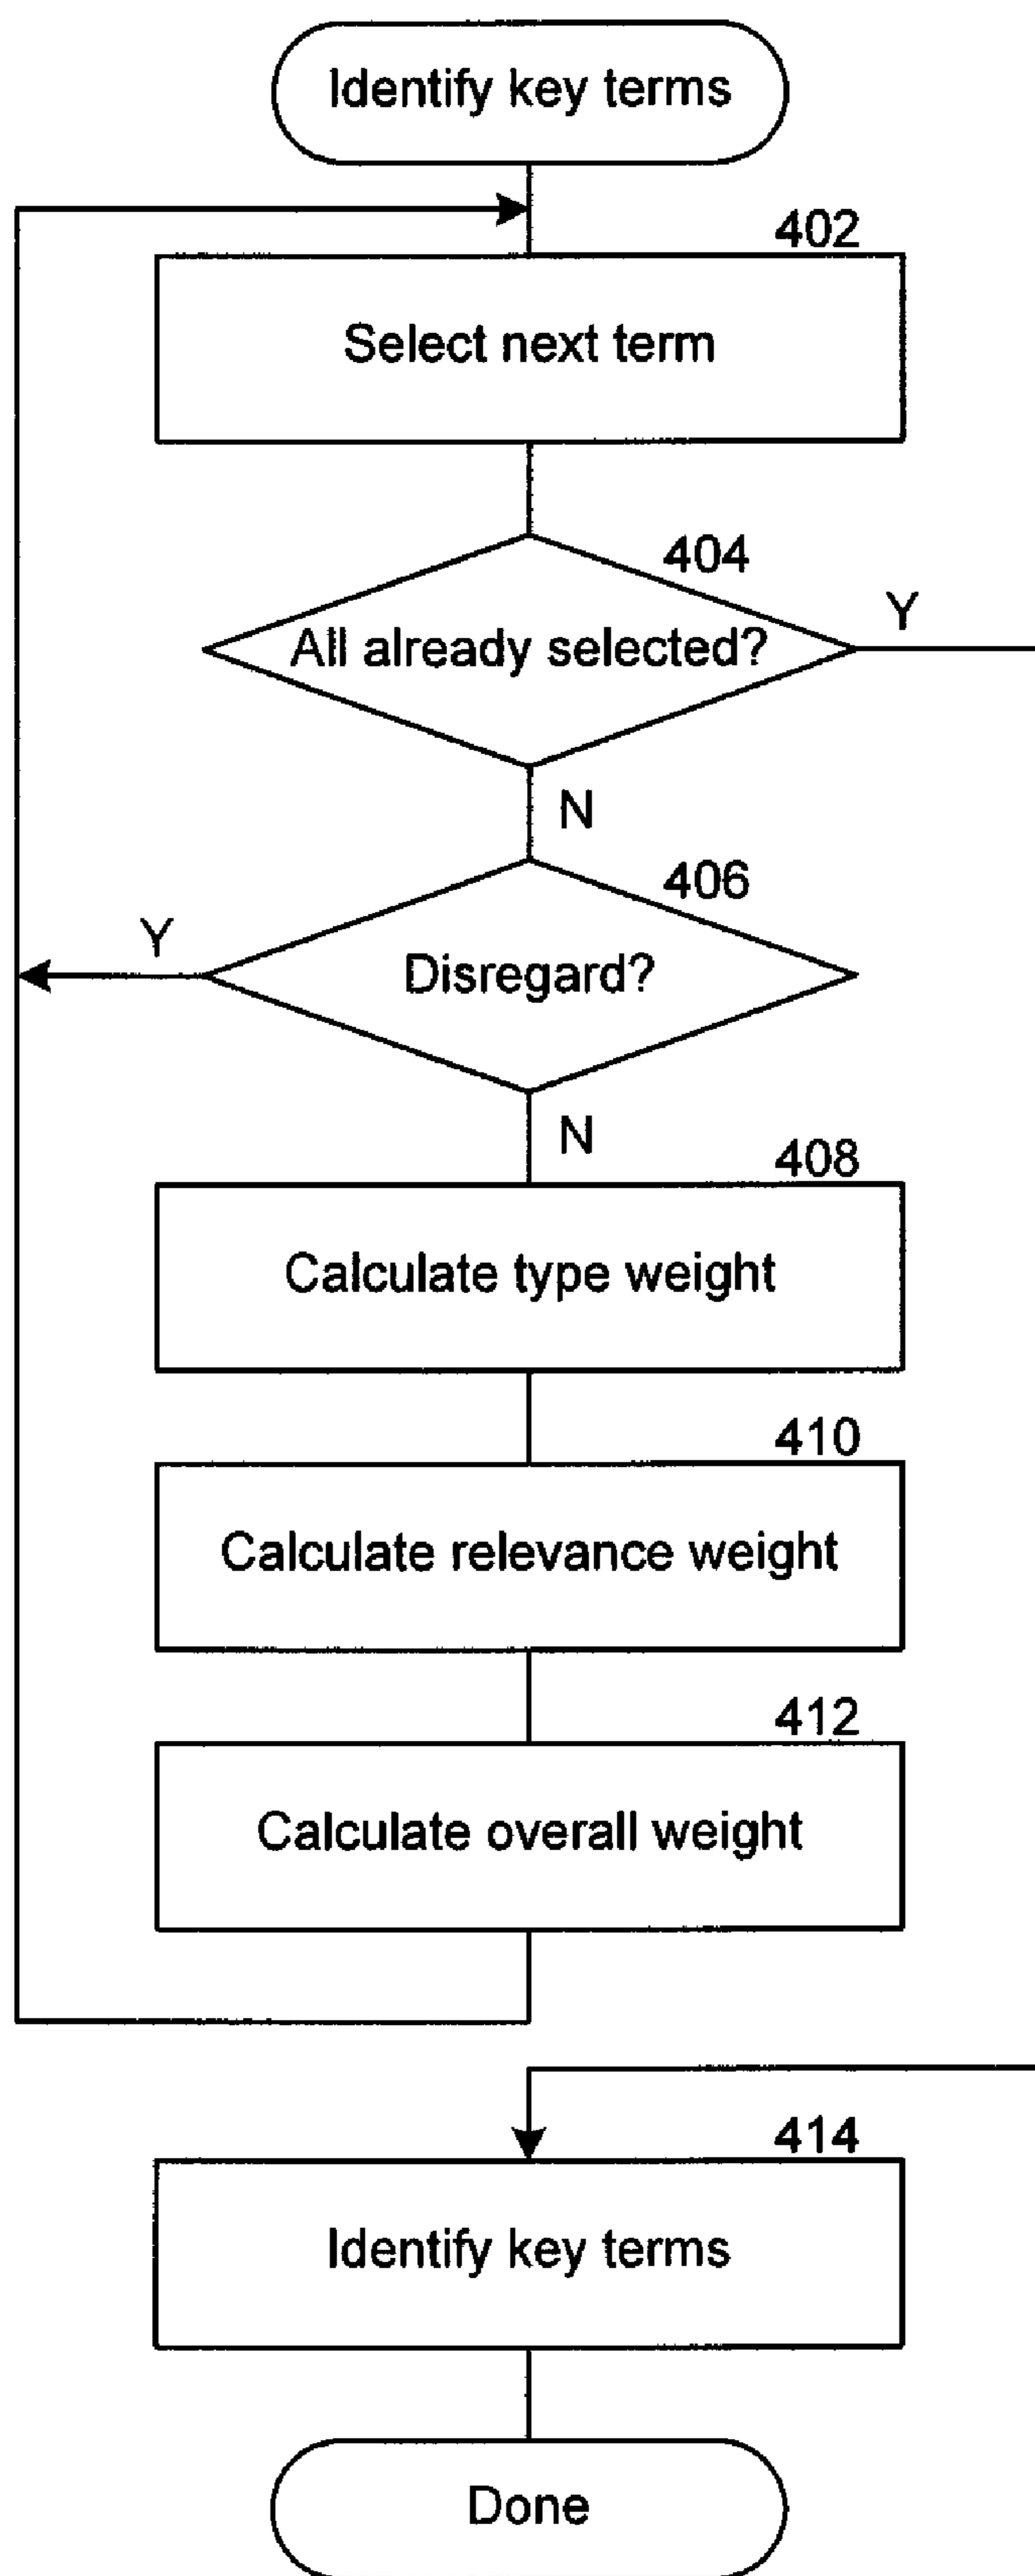 Identify key terms
402
Select next term
404
All already selected?
Y
N
406
Disregard?
Y
N
408
Calculate type weight
410
Calculate relevance weight
412
Calculate overall weight
414
Identify key terms
Done